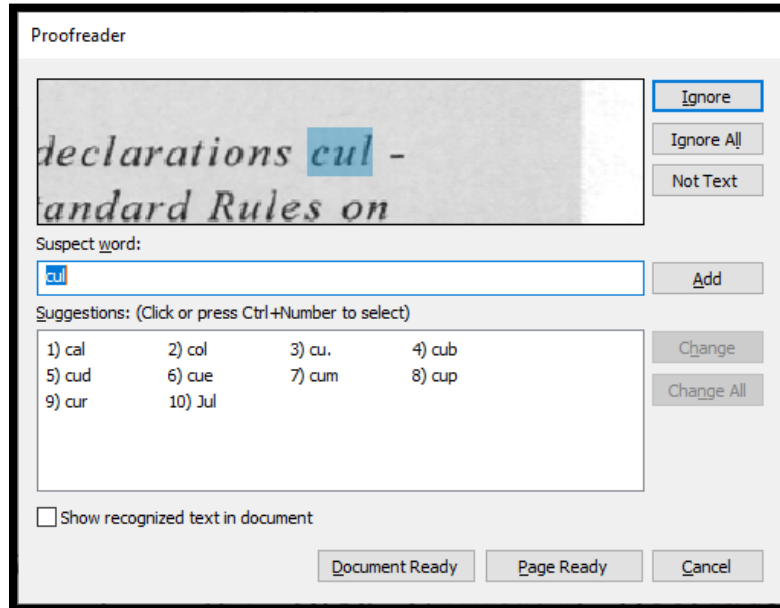 Proofreader
declarations cul -
tandard Rules on
Ignore
Ignore All
Not Text
Suspect word:
cul
Add
Suggestions: (Click or press Ctrl+Number to select)
1) cal 2) col 3) cu. 4) cub
5) cud 6) cue 7) cum 8) cup
9) cur 10) Jul
Change
Change All
Show recognized text in document
Document Ready Page Ready Cancel